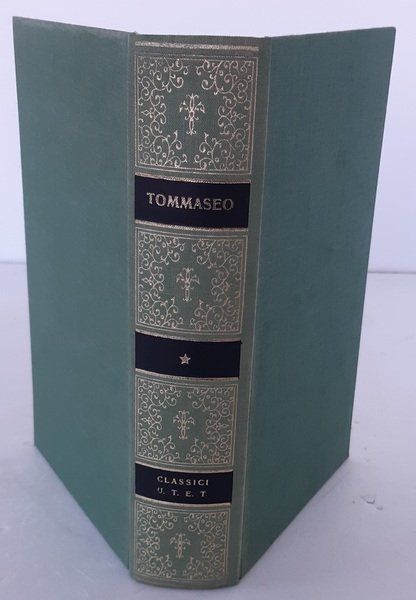 TOMMASEO
CLASSICI
U. T. E. T